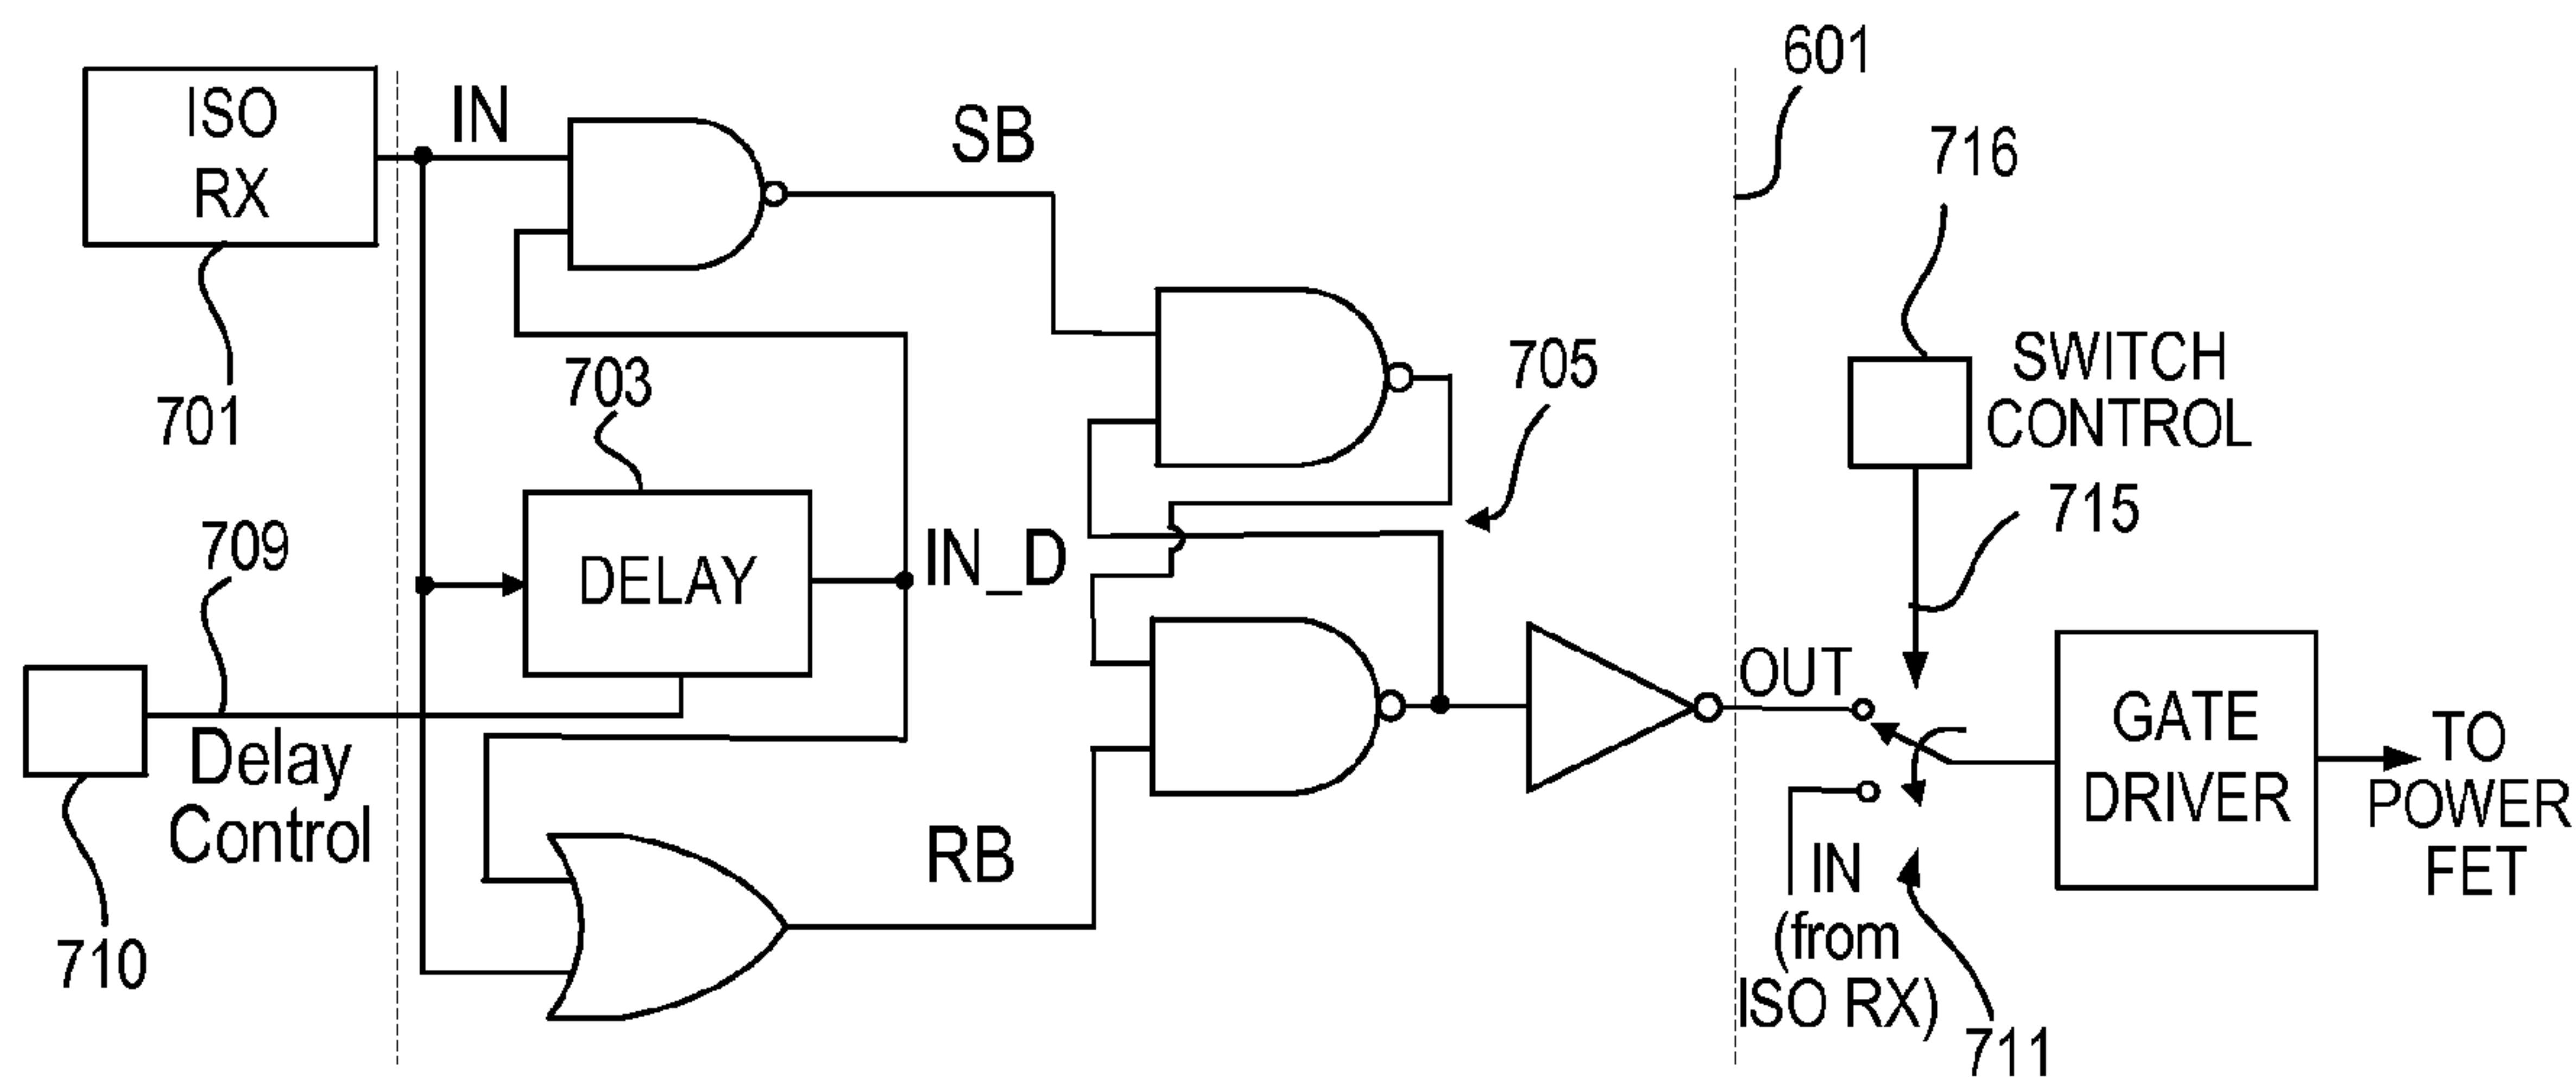 ISO
RX
701
IN
SB
601
716
SWITCH
CONTROL
703
705
715
709
DELAY
IN_D
710
Delay
Control
RB
OUT
IN
(from
ISO RX)
711
GATE
DRIVER
TO
POWER
FET